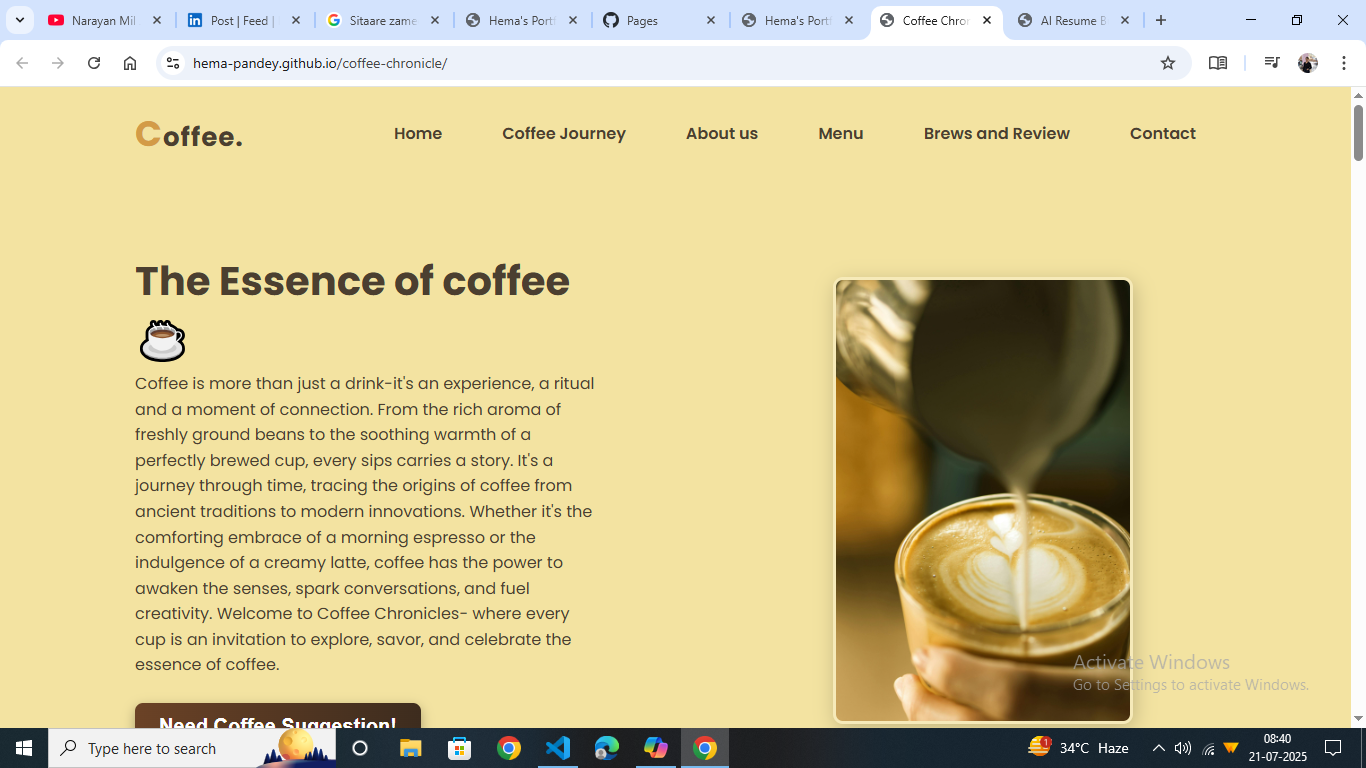 Narayan Mil
Post | Feed |
Sitaare zame
Hema's Portf
Pages
Hema's Portf
Coffee Chron
AI Resume B
hema-pandey.github.io/coffee-chronicle/
Coffee.
Home
Coffee Journey
About us
Menu
Brews and Review
Contact
The Essence of coffee
Coffee is more than just a drink-it's an experience, a ritual
and a moment of connection. From the rich aroma of
freshly ground beans to the soothing warmth of a
perfectly brewed cup, every sips carries a story. It's a
journey through time, tracing the origins of coffee from
ancient traditions to modern innovations. Whether it's the
comforting embrace of a morning espresso or the
indulgence of a creamy latte, coffee has the power to
awaken the senses, spark conversations, and fuel
creativity. Welcome to Coffee Chronicles- where every
cup is an invitation to explore, savor, and celebrate the
essence of coffee.
Need Coffee Suggestion!
Activate Windows
Go to Settings to activate Windows.
Type here to search
1
34°C Haze
08:40
21-07-2025